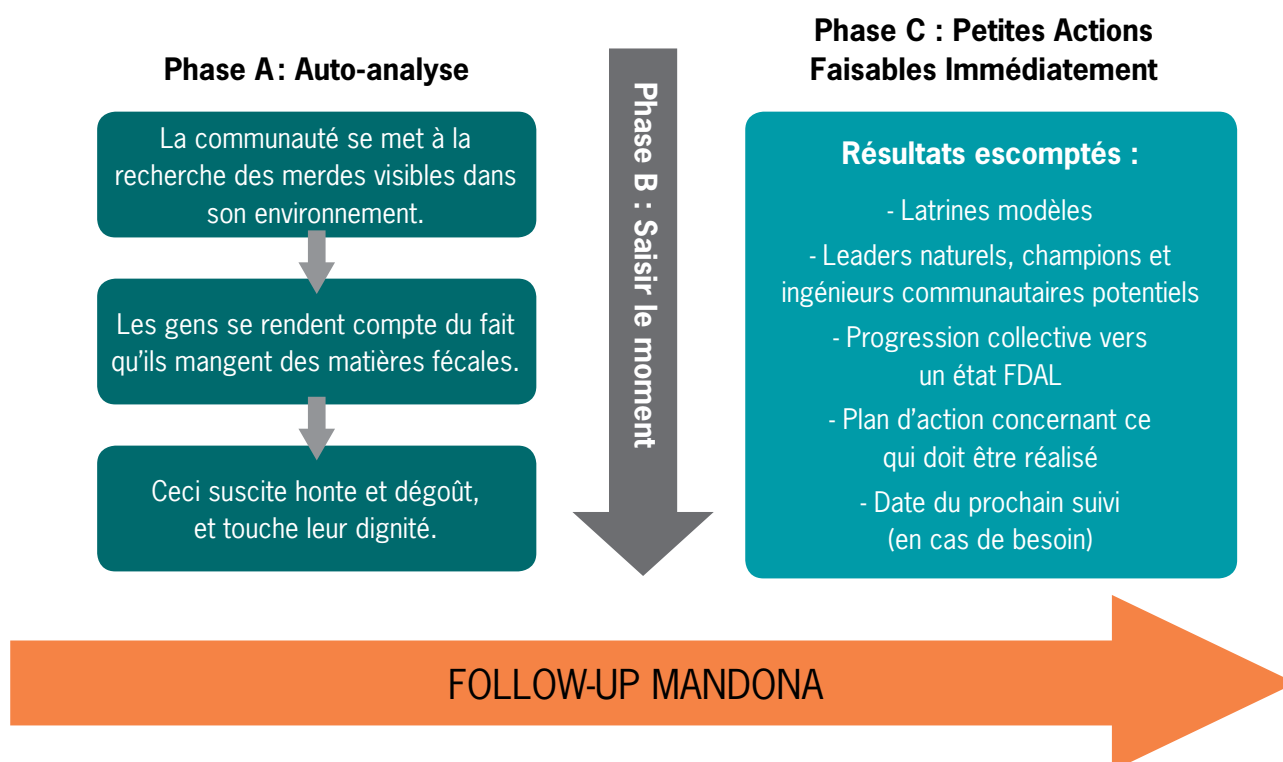 Phase A : Auto-analyse
La communauté se met à la
recherche des merdes visibles dans
son environnement.
Les gens se rendent compte du fait
qu'ils mangent des matières fécales.
Ceci suscite honte et dégoût,
et touche leur dignité.
Phase B : Saisir le moment
Phase C : Petites Actions
Faisables Immédiatement
Résultats escomptés :
- Latrines modèles
- Leaders naturels, champions et
ingénieurs communautaires potentiels
- Progression collective vers
un état FDAL
- Plan d'action concernant ce
qui doit être réalisé
- Date du prochain suivi
(en cas de besoin)
FOLLOW-UP MANDONA